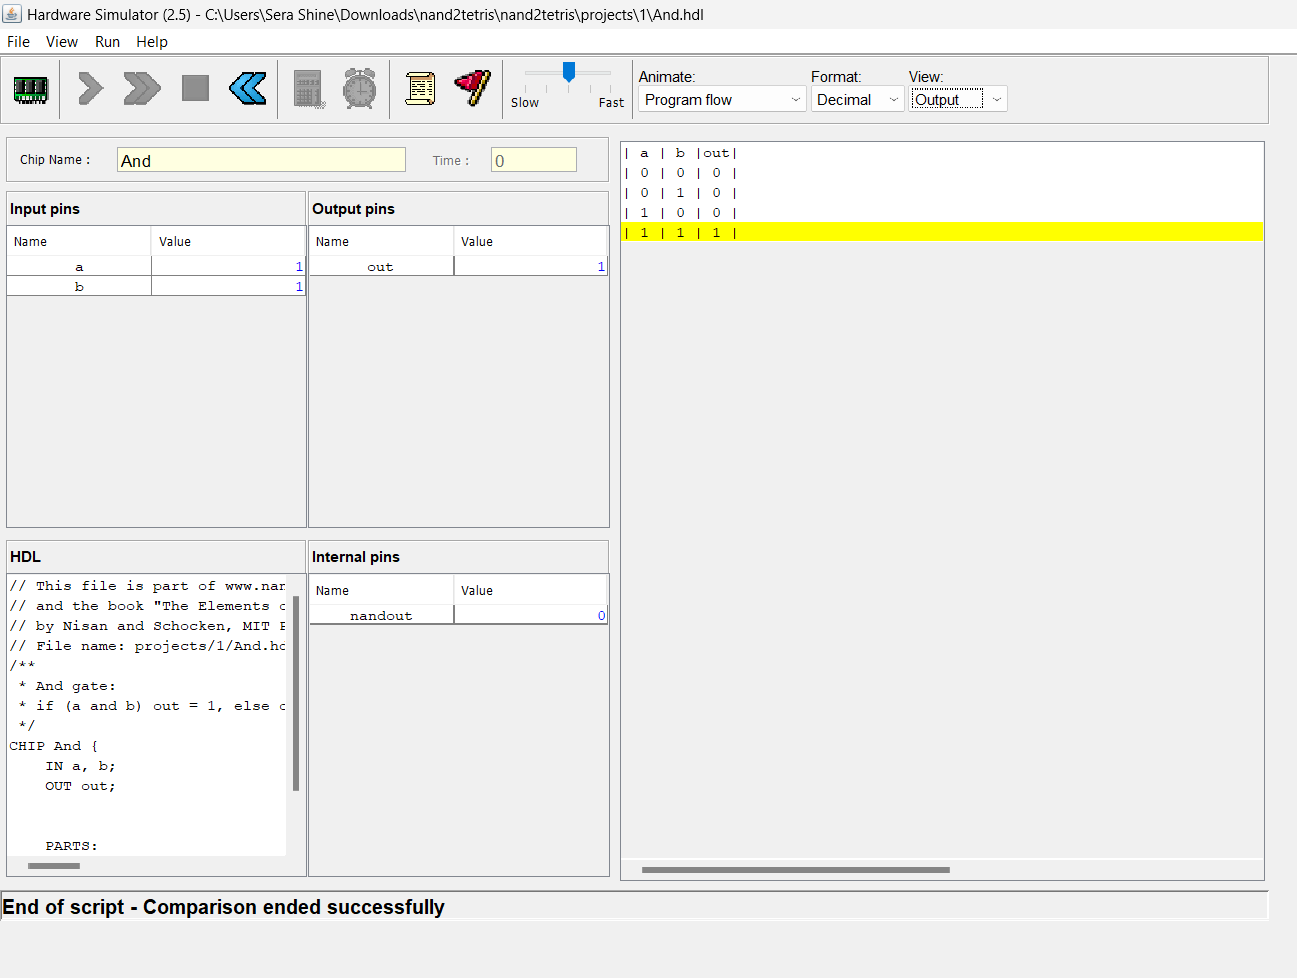 Hardware Simulator (2.5) - C:\Users\Sera Shine\Downloads\nand2tetris\nand2tetris\projects\1\And.hdl
File View Run Help
Slow Fast
Animate: Format: View:
Program flow Decimal Output
Chip Name : And Time : 0
Input pins
Name Value
a 1
b 1
Output pins
Name Value
out 1
HDL
// This file is part of www.nan
// and the book "The Elements o
// by Nisan and Schocken, MIT P
// File name: projects/1/And.hd
/**
* And gate:
* if (a and b) out = 1, else o
*/
CHIP And {
IN a, b;
OUT out;
PARTS:
Internal pins
Name Value
nandout 0
| a | b |out|
| 0 | 0 | 0 |
| 0 | 1 | 0 |
| 1 | 0 | 0 |
| 1 | 1 | 1 |
End of script - Comparison ended successfully